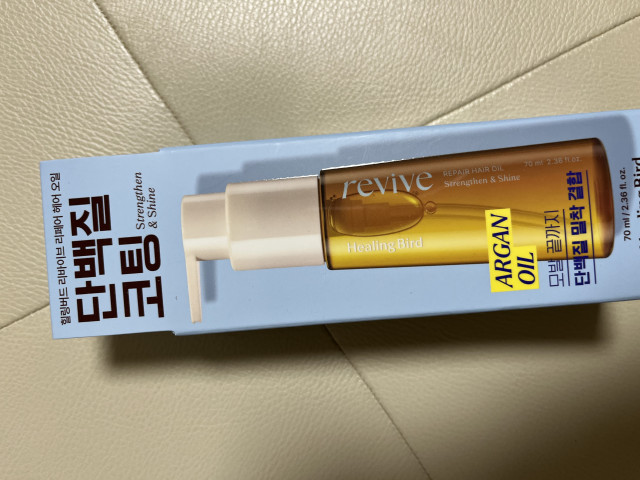 힐링버드 리바이브 리페어 헤어 오일
단백질
코팅
Strengthen
& Shine
revive
REPAIR HAIR OIL
Strengthen & Shine
70 ml 2.36 fl.oz.
Healing Bird
ARGAN
OIL
모발 끝까지!
단백질 밀착 결합
70 ml / 2.36 fl. oz.
Healing Bird